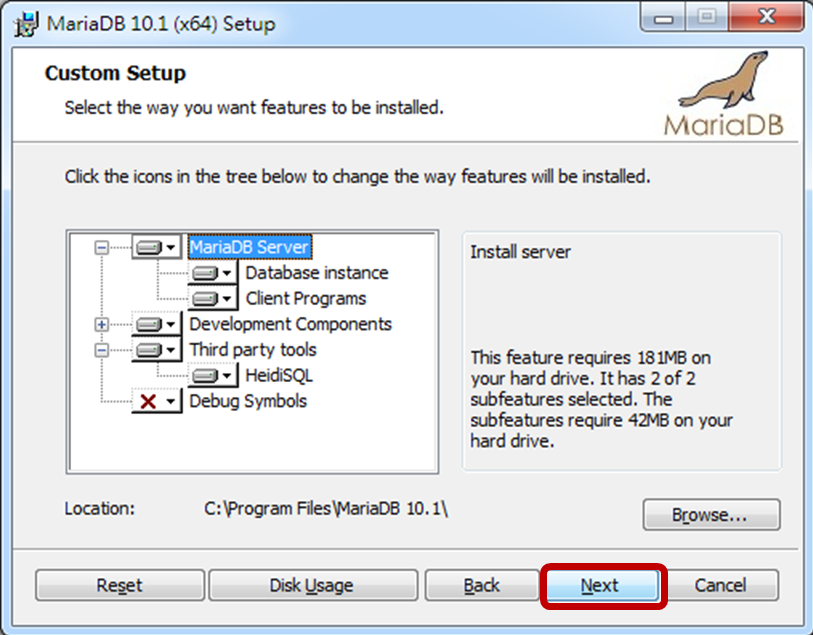 MariaDB 10.1 (x64) Setup
Custom Setup
Select the way you want features to be installed.
MariaDB
Click the icons in the tree below to change the way features will be installed.
MariaDB Server
Database instance
Client Programs
Development Components
Third party tools
HeidiSQL
Debug Symbols
Install server
This feature requires 181MB on
your hard drive. It has 2 of 2
subfeatures selected. The
subfeatures require 42MB on your
hard drive.
Location:
C:\Program Files\MariaDB 10.1\
Browse...
Reset
Disk Usage
Back
Next
Cancel